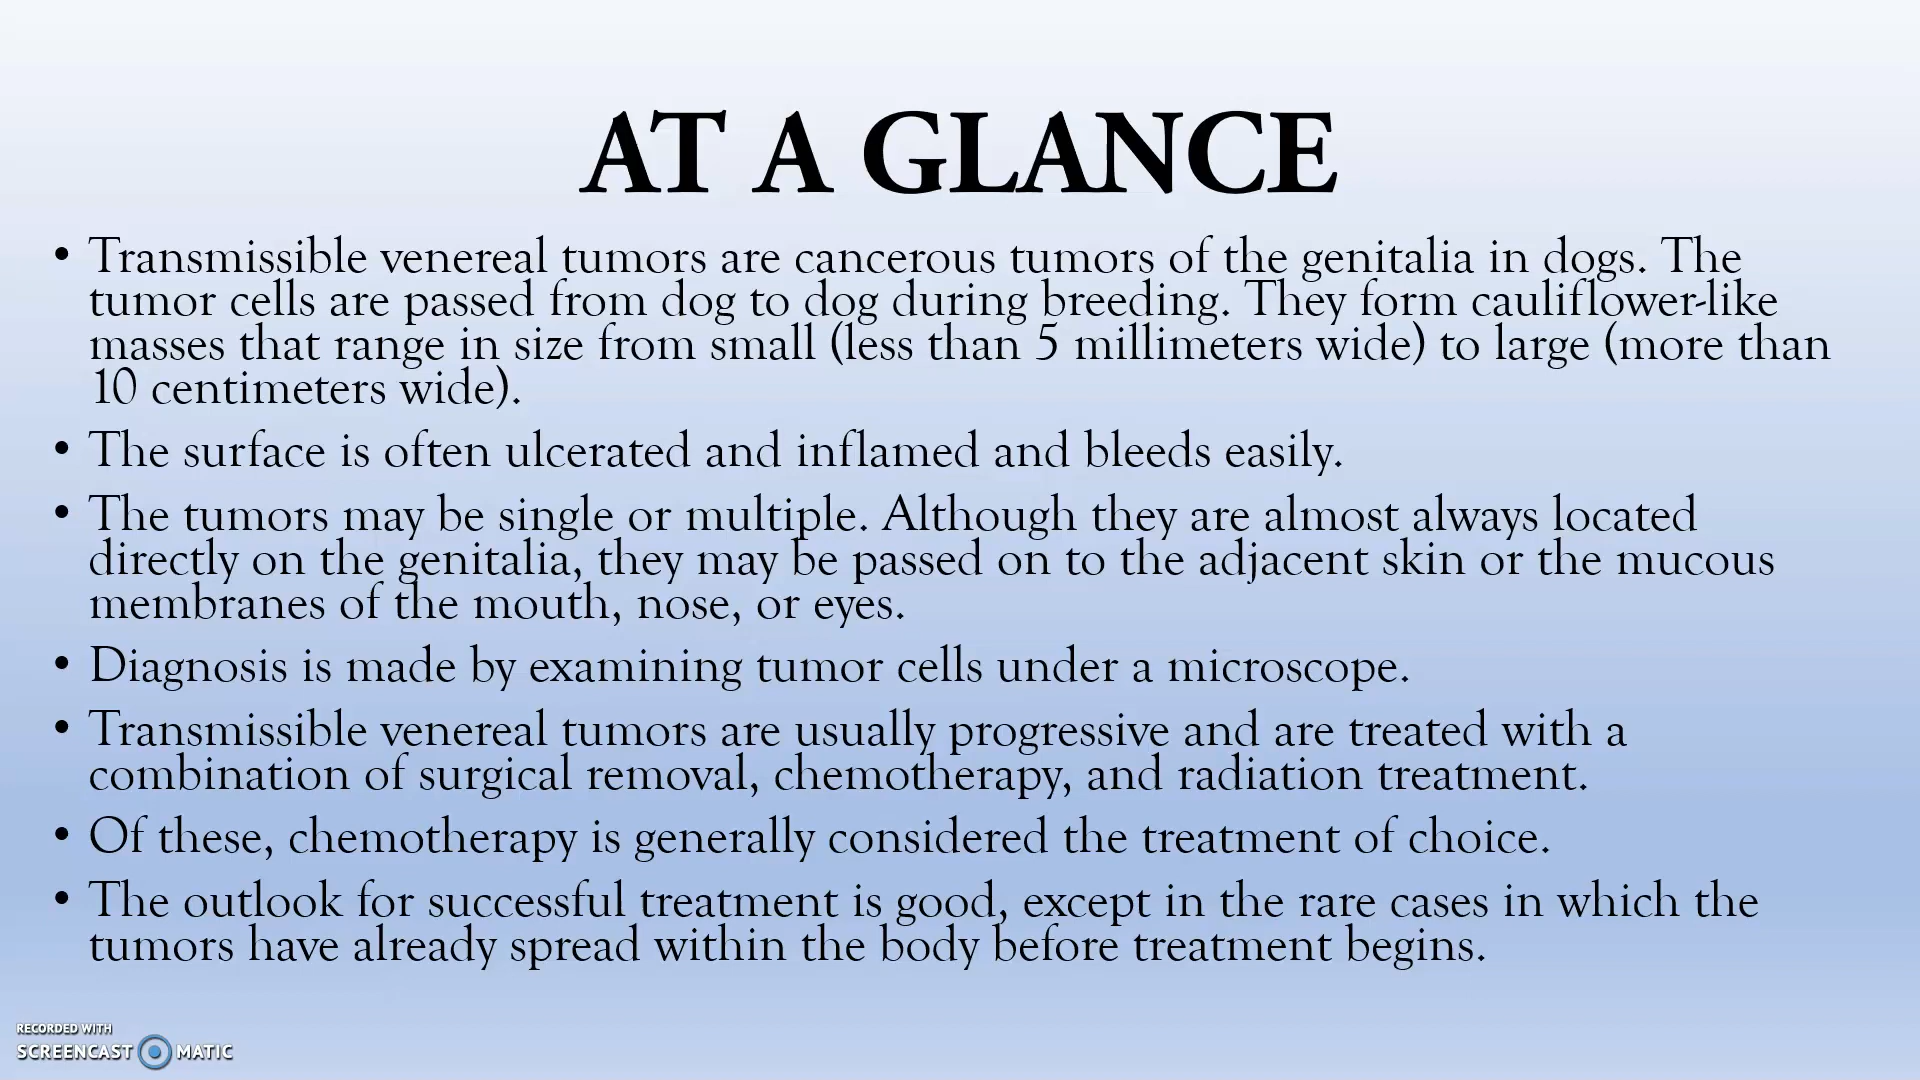 AT A GLANCE
• Transmissible venereal tumors are cancerous tumors of the genitalia in dogs. The
tumor cells are passed from dog to dog during breeding. They form cauliflower-like
masses that range in size from small (less than 5 millimeters wide) to large (more than
10 centimeters wide).
• The surface is often ulcerated and inflamed and bleeds easily.
• The tumors may be single or multiple. Although they are almost always located
directly on the genitalia, they may be passed on to the adjacent skin or the mucous
membranes of the mouth, nose, or eyes.
• Diagnosis is made by examining tumor cells under a microscope.
• Transmissible venereal tumors are usually progressive and are treated with a
combination of surgical removal, chemotherapy, and radiation treatment.
• Of these, chemotherapy is generally considered the treatment of choice.
• The outlook for successful treatment is good, except in the rare cases in which the
tumors have already spread within the body before treatment begins.
RECORDED WITH
SCREENCAST MATIC